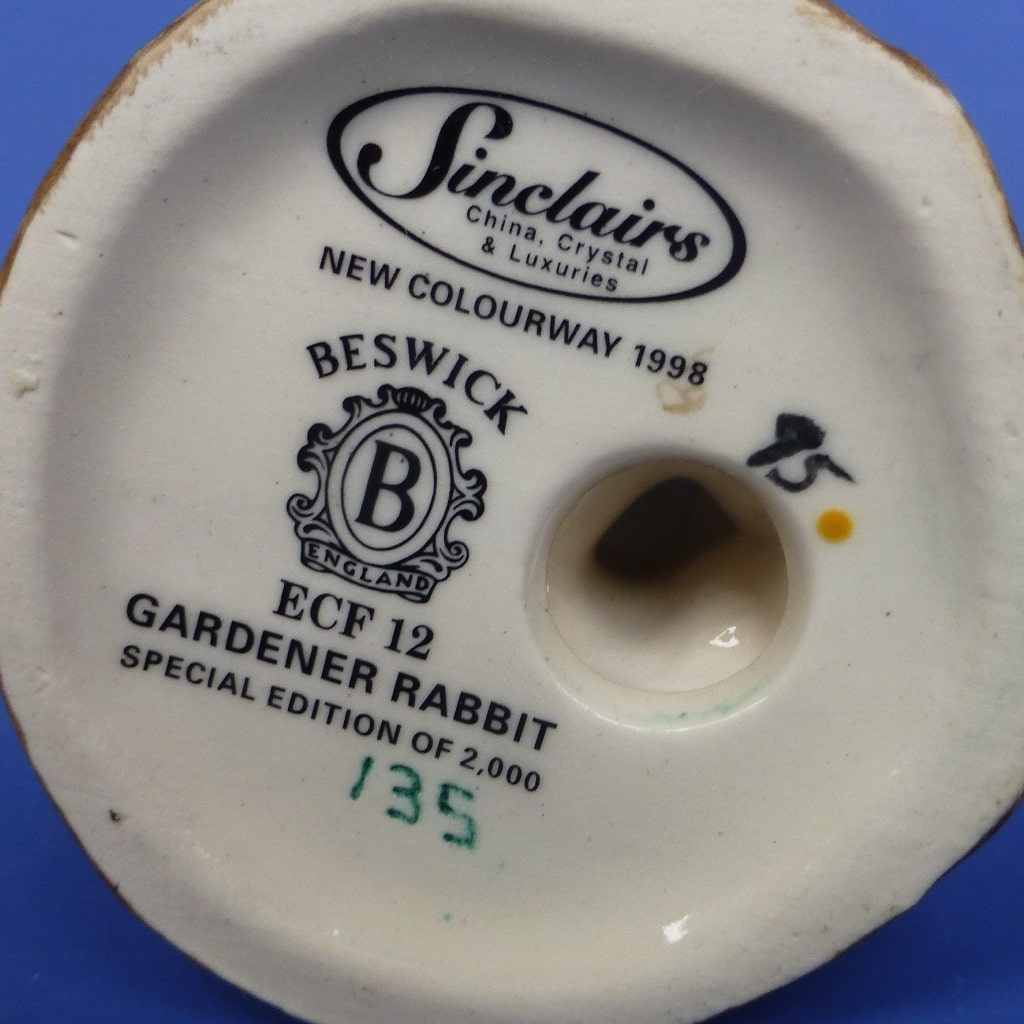 Sinclairs
China, Crystal
& Luxuries
NEW COLOURWAY 1998
BESWICK
B
ENGLAND
ECF 12
GARDENER RABBIT
SPECIAL EDITION OF 2,000
135